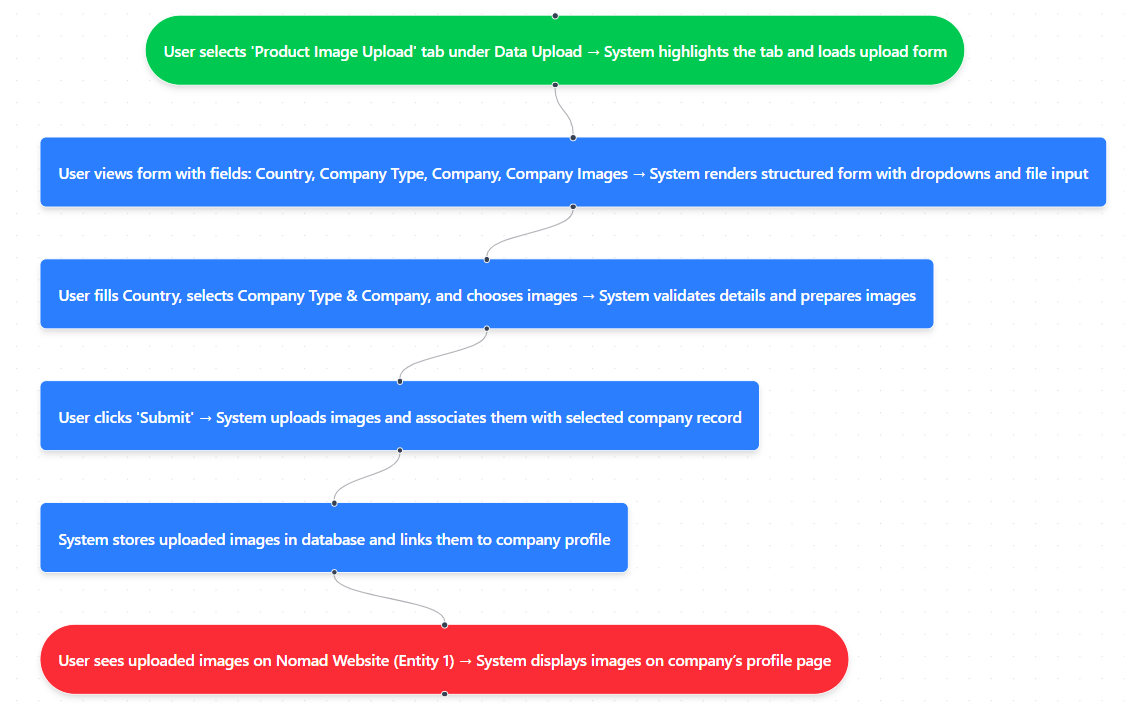 User selects 'Product Image Upload' tab under Data Upload → System highlights the tab and loads upload form
User views form with fields: Country, Company Type, Company, Company Images → System renders structured form with dropdowns and file input
User fills Country, selects Company Type & Company, and chooses images → System validates details and prepares images
User clicks 'Submit' → System uploads images and associates them with selected company record
System stores uploaded images in database and links them to company profile
User sees uploaded images on Nomad Website (Entity 1) → System displays images on company’s profile page